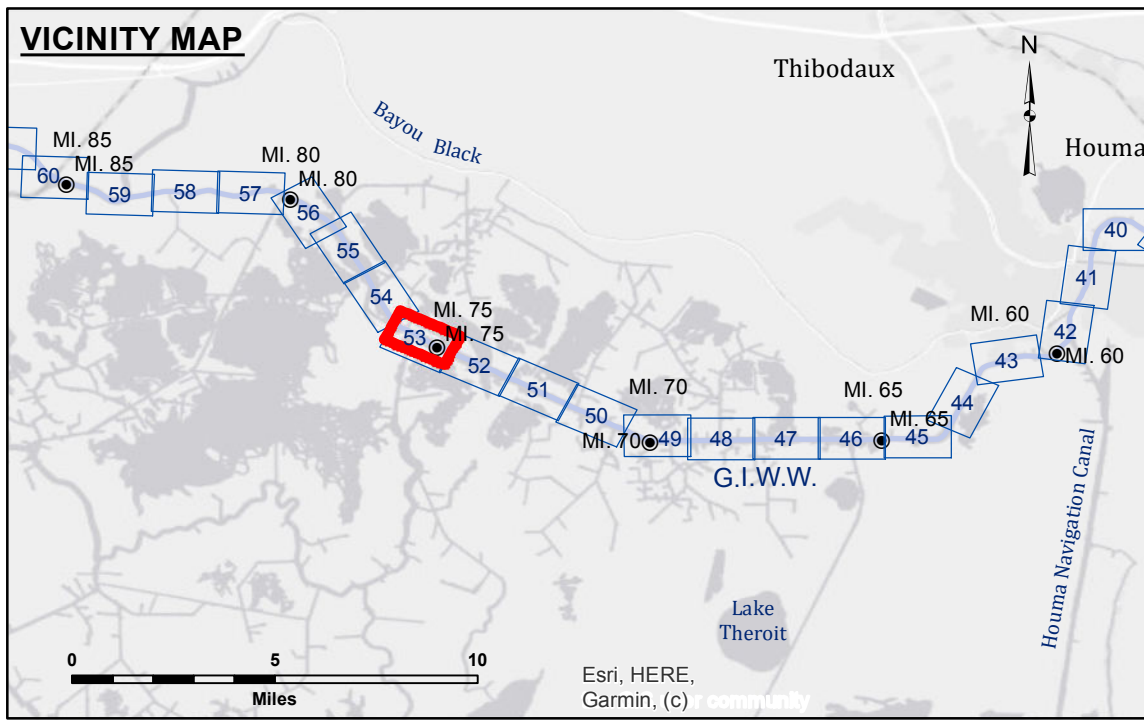 VICINITY MAP
N
Thibodaux
Bayou Black
Houma
MI. 85
MI. 85
60
59
58
57
MI. 80
MI. 80
56
55
54
53
MI. 75
MI. 75
52
51
50
MI. 70
MI. 70
49
48
47
46
MI. 65
MI. 65
45
44
43
MI. 60
MI. 60
42
41
40
G.I.W.W.
Houma Navigation Canal
Lake
Theroit
0 5 10
Miles
Esri, HERE,
Garmin, (c) r community